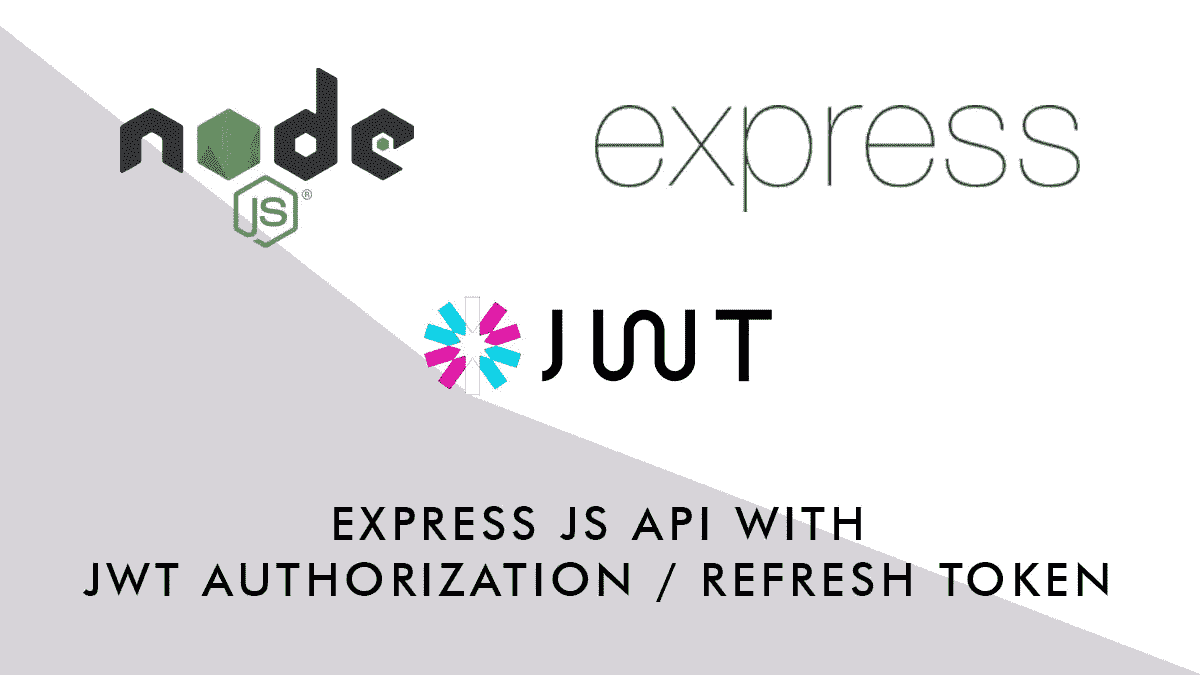 node
JS®
express
JWT
EXPRESS JS API WITH
JWT AUTHORIZATION / REFRESH TOKEN